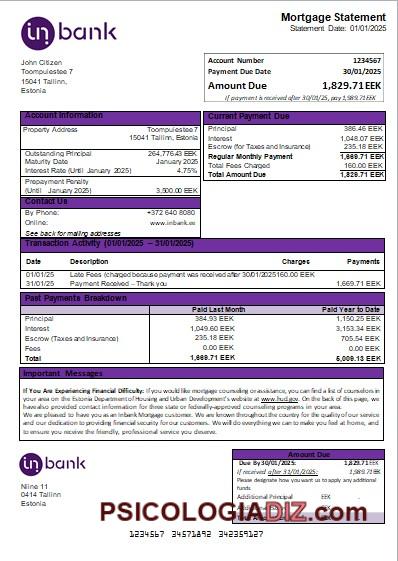 in bank
Mortgage Statement
Statement Date: 01/01/2025
John Citizen
Toompulestee 7
15041 Tallinn,
Estonia
Account Number 1234567
Payment Due Date 30/01/2025
Amount Due 1,829.71 EEK
If payment is received after 30/01/25, pay 1,989.71 EEK
Account Information
Property Address Toompuestee 7
15041 Tallinn, EEK
Outstanding Principal 264,776.43 EEK
Maturity Date January 2025
Interest Rate (Until January 2025) 4.75%
Prepayment Penalty
(Until January 2025) 3,500.00 EEK
Contact Us
By Phone: +372 640 8080
Online: www.inbank.ee
See back for mailing addresses
Current Payment Due
Principal 386.46 EEK
Interest 1,048.07 EEK
Escrow (for Taxes and Insurance) 235.18 EEK
Regular Monthly Payment 1,669.71 EEK
Total Fees Charged 160.00 EEK
Total Amount Due 1,829.71 EEK
Transaction Activity (01/01/2025 – 31/01/2025)
Date Description Charges Payments
01/01/25 Late Fees (charged because payment was received after 30/01/2025160.00 EEK
31/01/25 Payment Received – Thank you 1,669.71 EEK
Past Payments Breakdown
Paid Last Month Paid Year to Date
Principal 384.93 EEK 1,150.25 EEK
Interest 1,049.60 EEK 3,153.34 EEK
Escrow (Taxes and Insurance) 235.18 EEK 705.54 EEK
Fees 0.00 EEK 0.00 EEK
Total 1,669.71 EEK 5,009.13 EEK
Important Messages
If You Are Experiencing Financial Difficulty: If you would like mortgage counseling or assistance, you can find a list of counselors in
your area on the Estonia Department of Housing and Urban Development's website at www.hud.gov. On the back of this page, we
have also provided contact information for three state or federally-approved counseling programs in your area.
We are pleased to have you as an Inbank Mortgage customer. We are known throughout the country for the quality of our service
and our dedication to providing financial security for our customers. We will do everything we can to make you feel at home, and
to ensure you receive the friendly, professional service you deserve.
in bank
Niine 11
0414 Tallinn
Estonia
Amount Due
Due By 30/01/2025: 1,829.71 EEK
If received after 31/01/2025: 1,989.71 EEK
Please designate how you want us to apply any additional
funds.
Additional Principal EEK
PSICOLOGIADIZ.COM
1234567 34571892 342359127